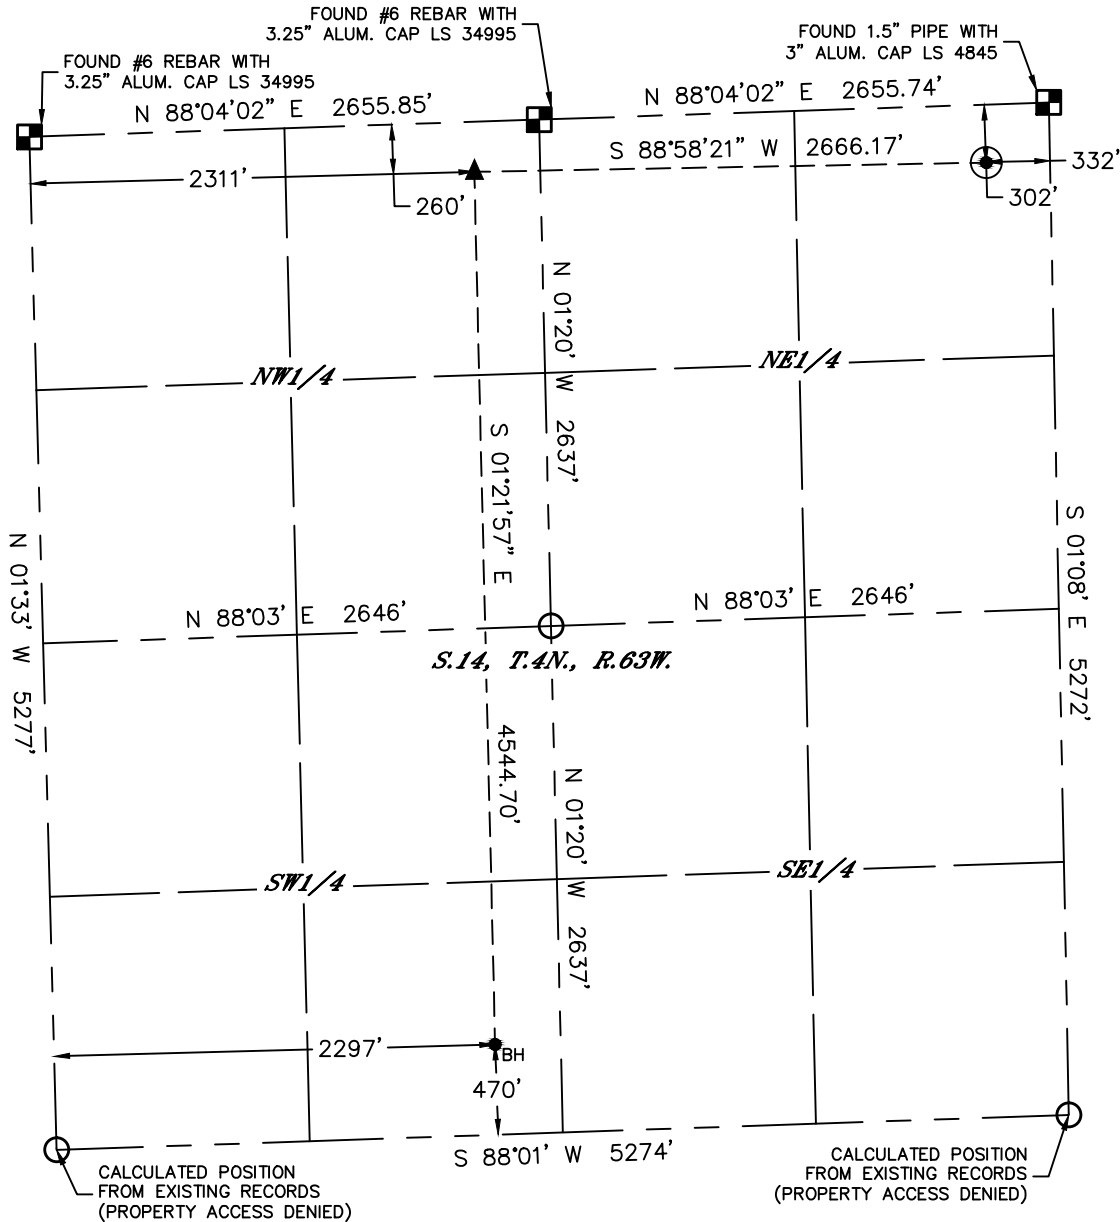 FOUND #6 REBAR WITH
3.25" ALUM. CAP LS 34995
FOUND #6 REBAR WITH
3.25" ALUM. CAP LS 34995
FOUND 1.5" PIPE WITH
3" ALUM. CAP LS 4845
N 88°04'02" E 2655.85'
N 88°04'02" E 2655.74'
S 88°58'21" W 2666.17'
332'
2311'
260'
302'
N 01°20' W 2637'
NW1/4
NE1/4
S 01°21'57" E 4544.70'
N 01°33' W 5277'
S 01°08' E 5272'
N 88°03' E 2646'
N 88°03' E 2646'
S.14, T.4N., R.63W.
N 01°20' W 2637'
SW1/4
SE1/4
2297'
BH
470'
S 88°01' W 5274'
CALCULATED POSITION
FROM EXISTING RECORDS
(PROPERTY ACCESS DENIED)
CALCULATED POSITION
FROM EXISTING RECORDS
(PROPERTY ACCESS DENIED)